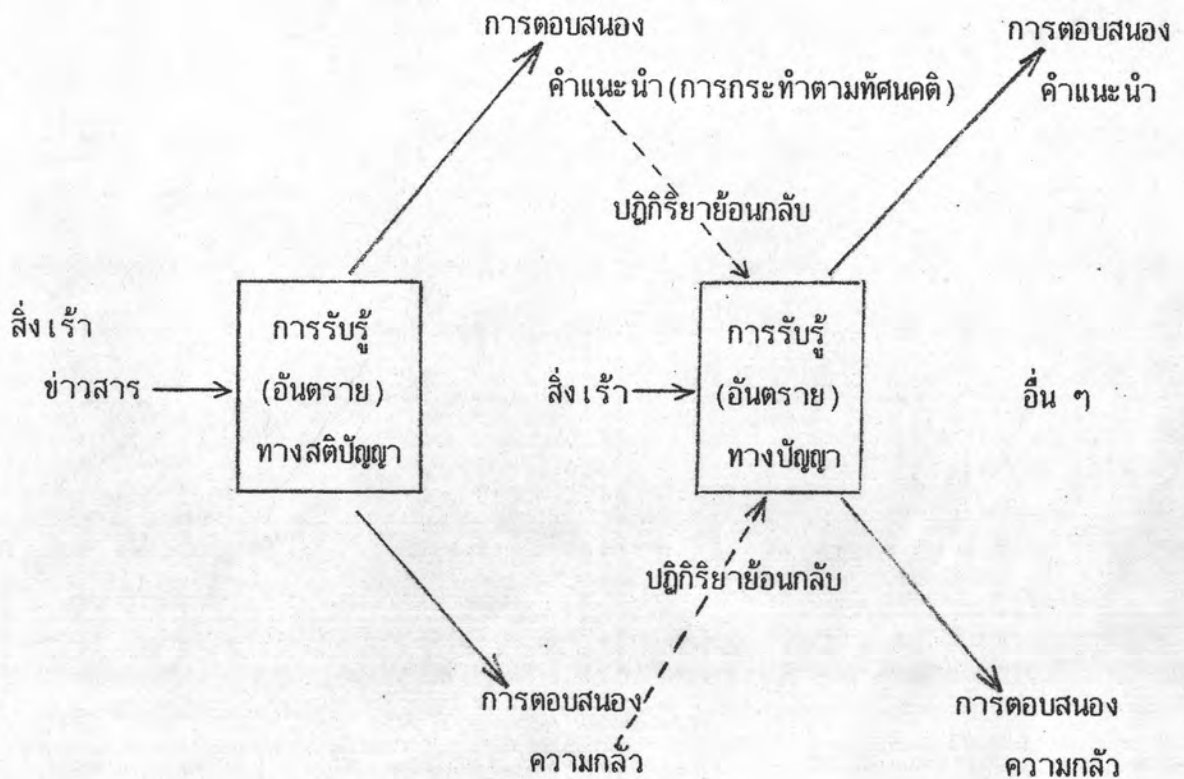 การตอบสนอง การตอบสนอง
คำแนะนำ (การกระทำตามทัศนคติ) คำแนะนำ
ปฏิกิริยาย้อนกลับ
สิ่งเร้า
ข่าวสาร
การรับรู้
(อันตราย)
ทางสติปัญญา
สิ่งเร้า
การรับรู้
(อันตราย)
ทางปัญญา
อื่น ๆ
ปฏิกิริยาย้อนกลับ
การตอบสนอง
ความกลัว
การตอบสนอง
ความกลัว